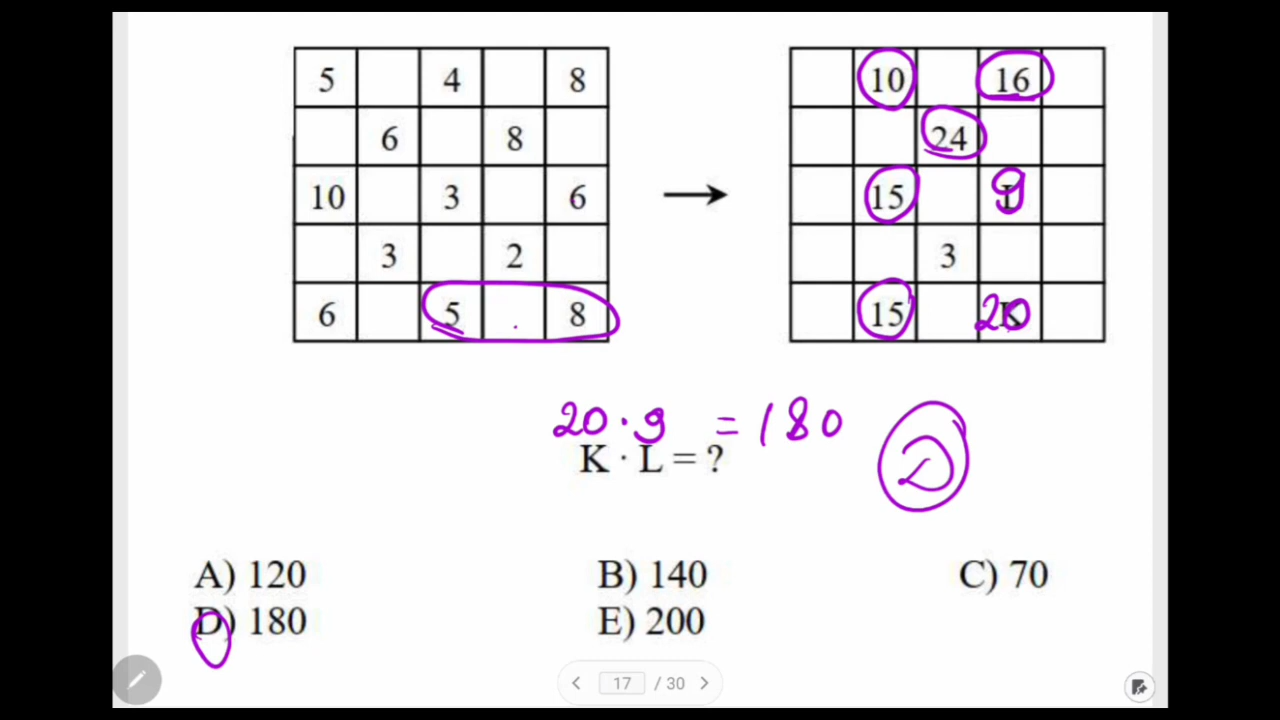 5 4 8 10 16
6 8 24
10 3 6 15 9
3 2 3
6 5 8 15 20
20 · 9 = 180
K · L = ? D
A) 120 B) 140 C) 70
D) 180 E) 200
17 / 30